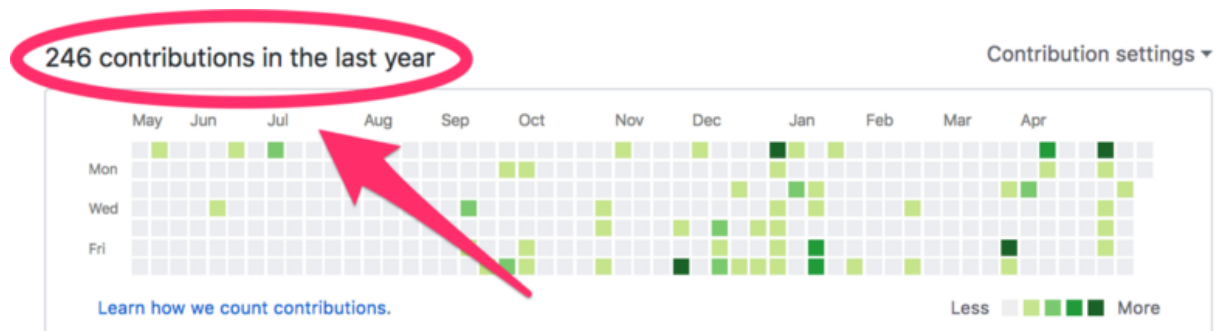 246 contributions in the last year
Contribution settings
May Jun Jul Aug Sep Oct Nov Dec Jan Feb Mar Apr
Mon
Wed
Fri
Learn how we count contributions.
Less More